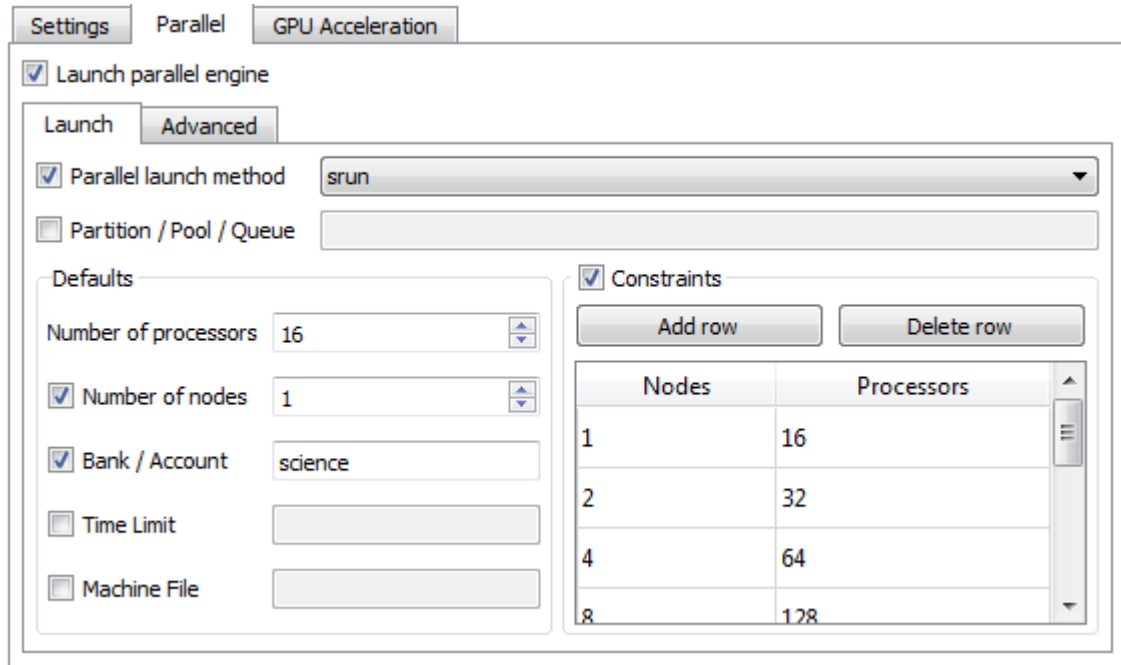 Settings Parallel GPU Acceleration
Launch parallel engine
Launch Advanced
Parallel launch method srun
Partition / Pool / Queue
Defaults
Number of processors 16
Number of nodes 1
Bank / Account science
Time Limit
Machine File
Constraints
Add row Delete row
Nodes Processors
1 16
2 32
4 64
8 128